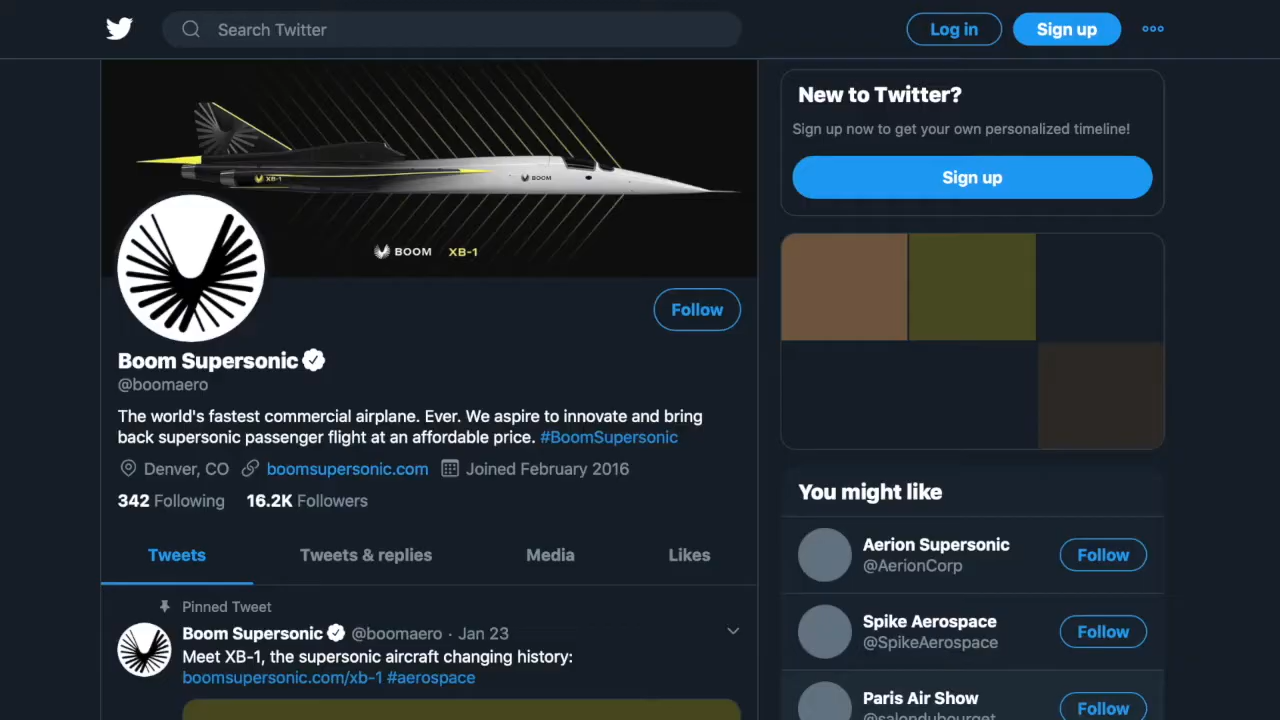 Search Twitter
Log in
Sign up
XB-1
BOOM
BOOM XB-1
Follow
Boom Supersonic
@boomaero
The world's fastest commercial airplane. Ever. We aspire to innovate and bring
back supersonic passenger flight at an affordable price. #BoomSupersonic
Denver, CO boomsupersonic.com Joined February 2016
342 Following 16.2K Followers
Tweets Tweets & replies Media Likes
Pinned Tweet
Boom Supersonic @boomaero · Jan 23
Meet XB-1, the supersonic aircraft changing history:
boomsupersonic.com/xb-1 #aerospace
New to Twitter?
Sign up now to get your own personalized timeline!
Sign up
You might like
Aerion Supersonic
@AerionCorp
Follow
Spike Aerospace
@SpikeAerospace
Follow
Paris Air Show
@salondubourget
Follow